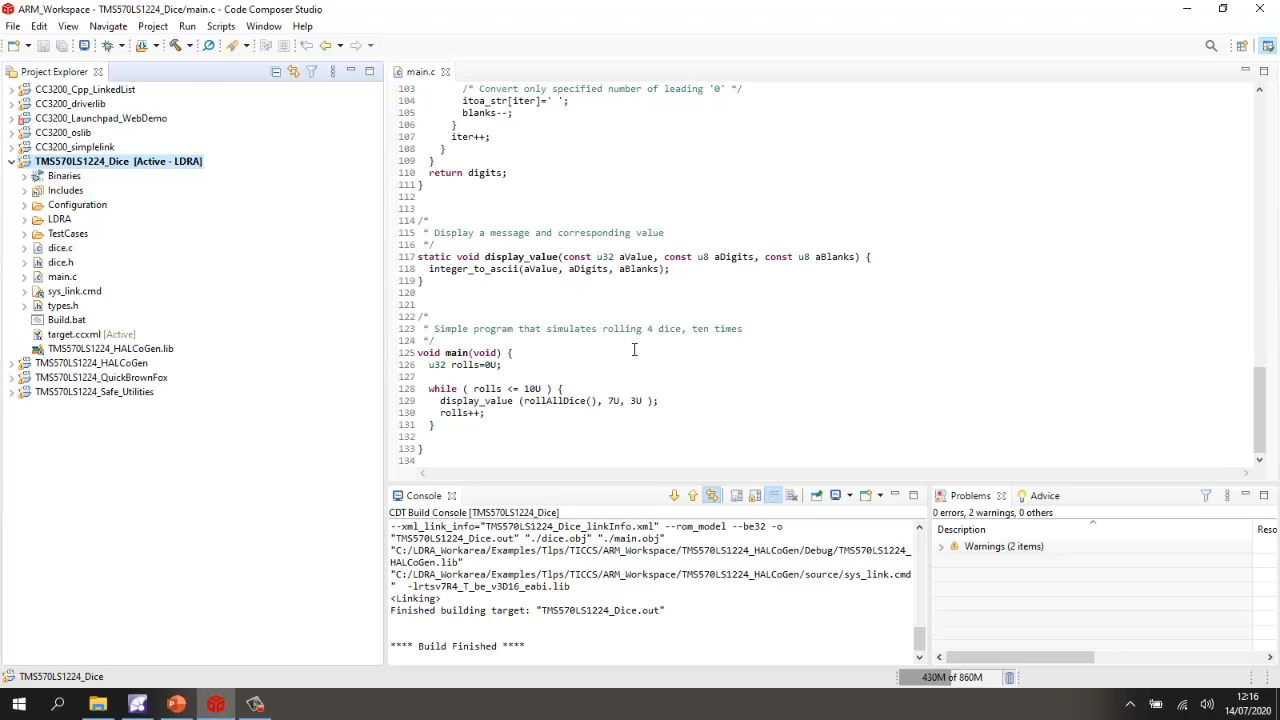 ARM_Workspace - TMS570LS1224_Dice/main.c - Code Composer Studio
File Edit View Navigate Project Run Scripts Window Help
Project Explorer
CC3200_Cpp_LinkedList
CC3200_driverlib
CC3200_Launchpad_WebDemo
CC3200_oslib
CC3200_simplelink
TMS570LS1224_Dice [Active - LDRA]
Binaries
Includes
Configuration
LDRA
TestCases
dice.c
dice.h
main.c
sys_link.cmd
types.h
Build.bat
target.ccxml [Active]
TMS570LS1224_HALCoGen.lib
TMS570LS1224_HALCoGen
TMS570LS1224_QuickBrownFox
TMS570LS1224_Safe_Utilities
main.c
103 /* Convert only specified number of leading '0' */
104 itoa_str[iter]=' ';
105 blanks--;
106 }
107 iter++;
108 }
109 }
110 return digits;
111 }
112
113
114 /*
115 * Display a message and corresponding value
116 */
117 static void display_value(const u32 aValue, const u8 aDigits, const u8 aBlanks) {
118 integer_to_ascii(aValue, aDigits, aBlanks);
119 }
120
121
122 /*
123 * Simple program that simulates rolling 4 dice, ten times
124 */
125 void main(void) {
126 u32 rolls=0U;
127
128 while ( rolls <= 10U ) {
129 display_value (rollAllDice(), 7U, 3U );
130 rolls++;
131 }
132
133 }
134
Console
CDT Build Console [TMS570LS1224_Dice]
--xml_link_info="TMS570LS1224_Dice_linkInfo.xml" --rom_model --be32 -o
"TMS570LS1224_Dice.out" "./dice.obj" "./main.obj"
"C:/LDRA_Workarea/Examples/Tlps/TICCS/ARM_Workspace/TMS570LS1224_HALCoGen/Debug/TMS570LS1224_
HALCoGen.lib"
"C:/LDRA_Workarea/Examples/Tlps/TICCS/ARM_Workspace/TMS570LS1224_HALCoGen/source/sys_link.cmd
" -lrtsv7R4_T_be_v3D16_eabi.lib
<Linking>
Finished building target: "TMS570LS1224_Dice.out"
**** Build Finished ****
Problems Advice
0 errors, 2 warnings, 0 others
Description Reso
Warnings (2 items)
TMS570LS1224_Dice
430M of 860M
12:16
14/07/2020